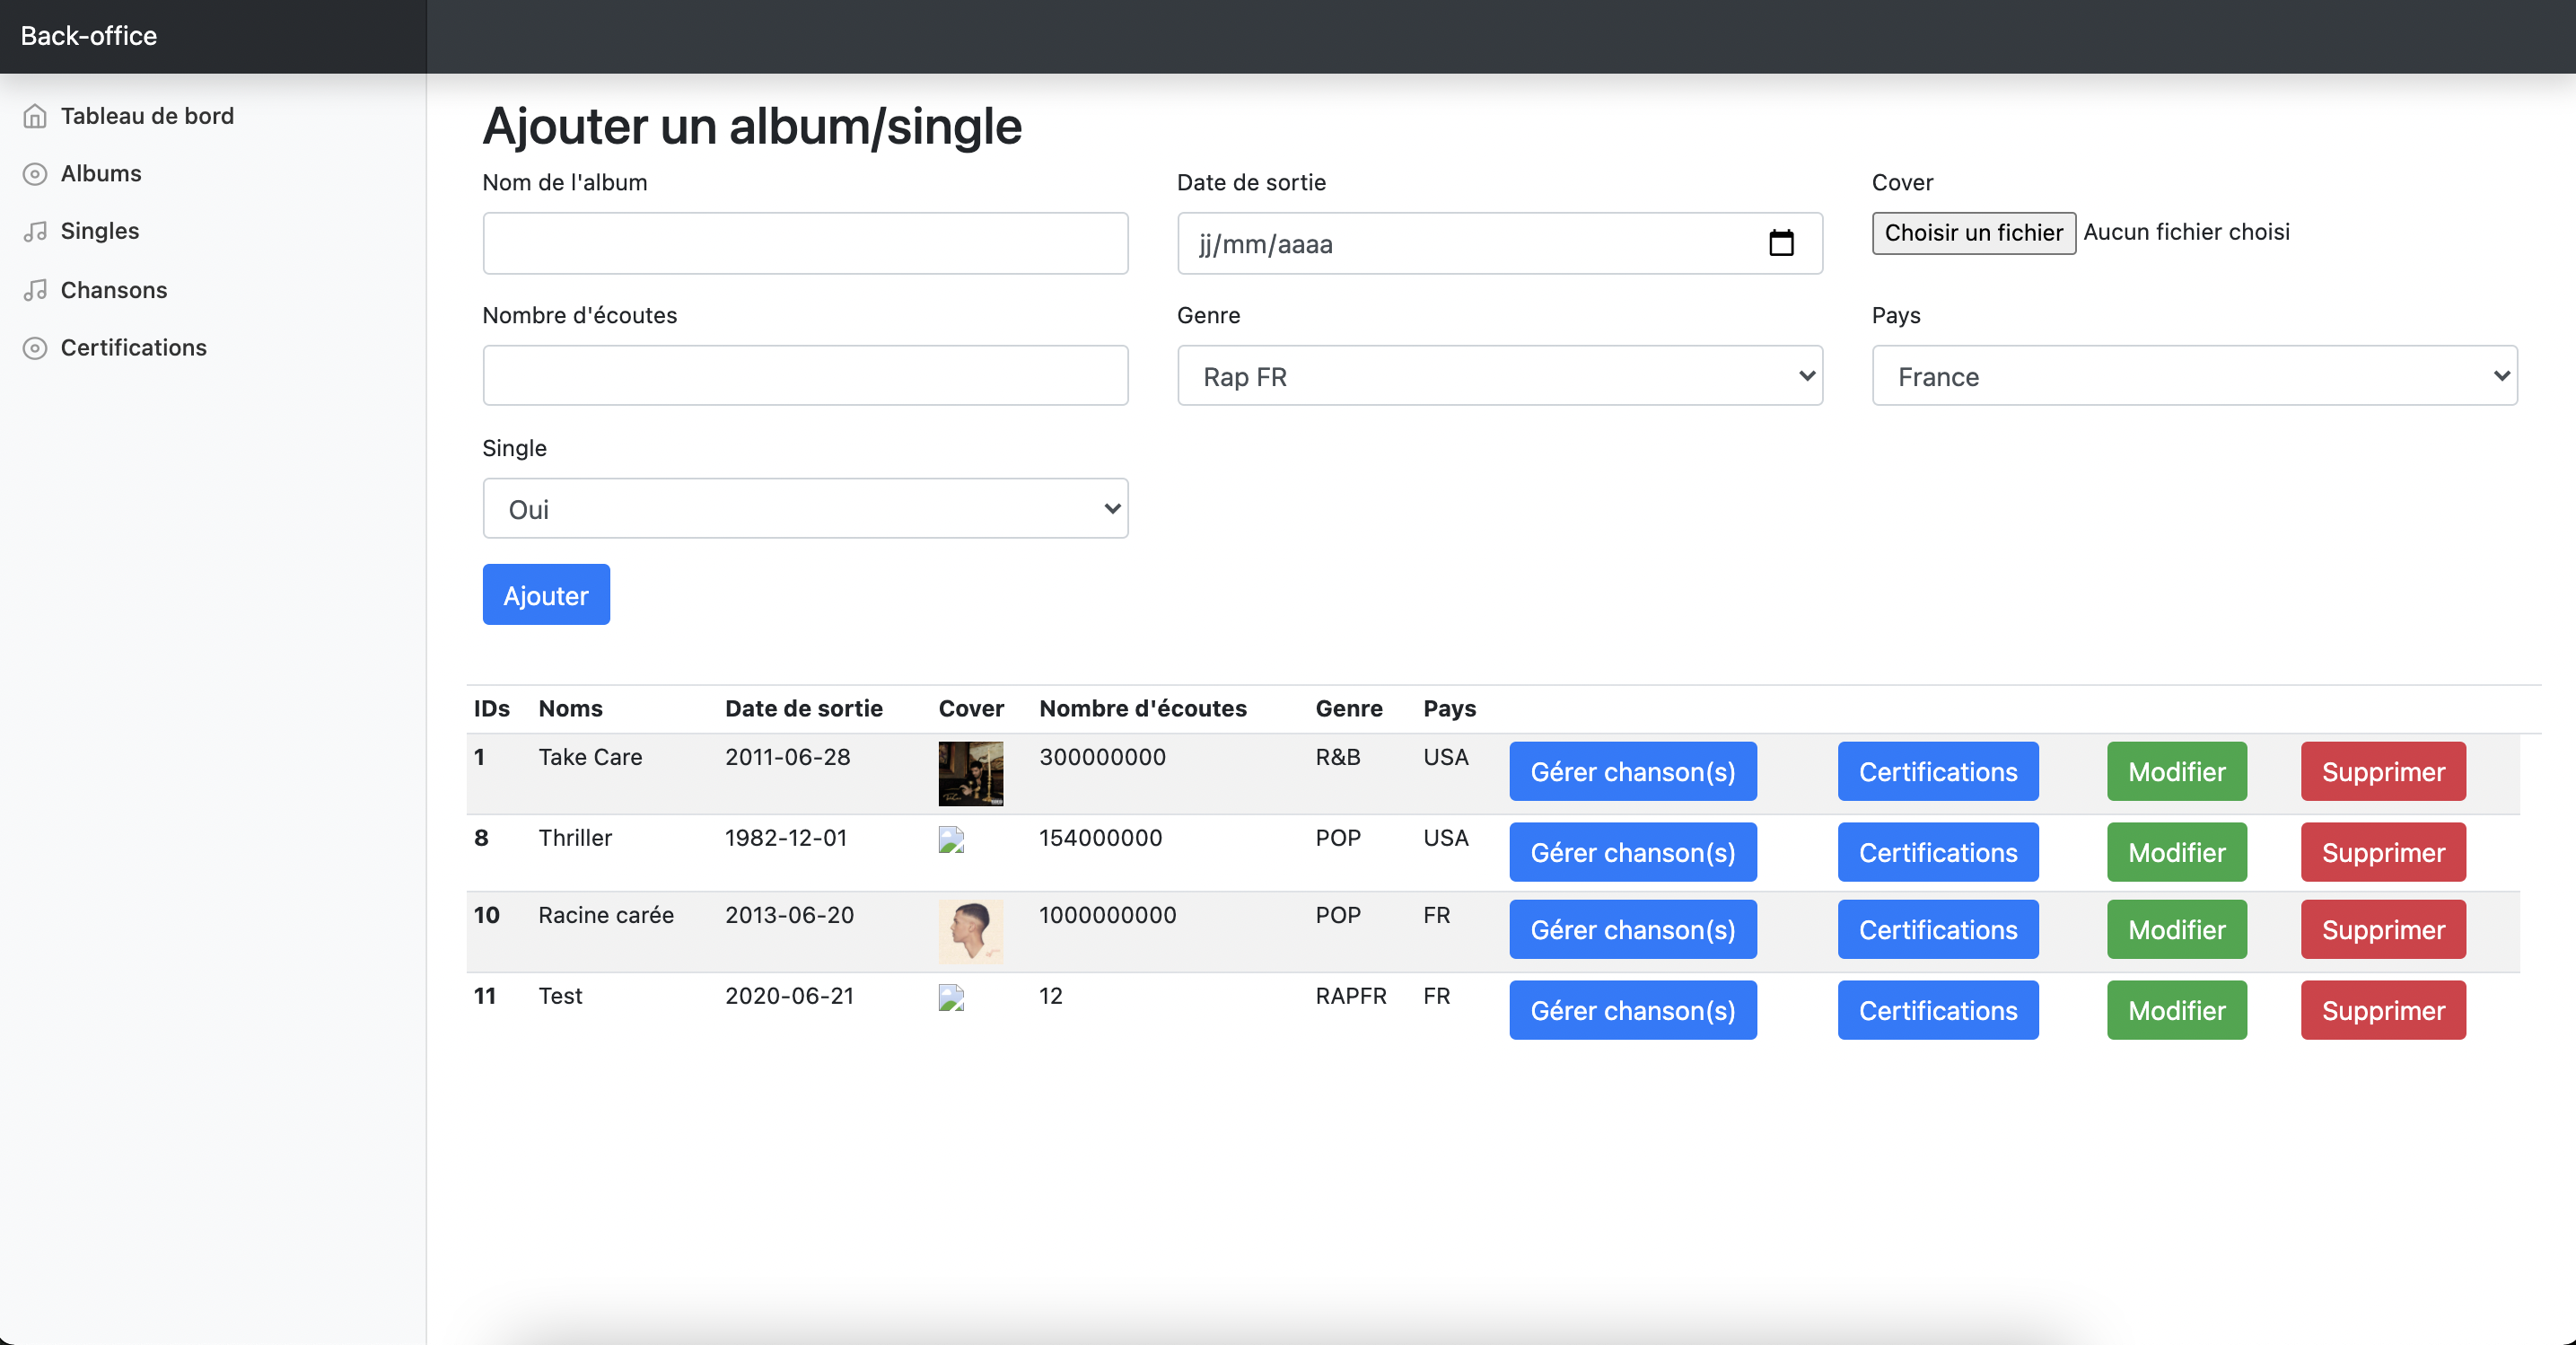 Back-office
Tableau de bord
Albums
Singles
Chansons
Certifications
Ajouter un album/single
Nom de l'album
Date de sortie
Cover
jj/mm/aaaa
Choisir un fichier Aucun fichier choisi
Nombre d'écoutes
Genre
Pays
Rap FR
France
Single
Oui
Ajouter
IDs Noms Date de sortie Cover Nombre d'écoutes Genre Pays
1 Take Care 2011-06-28 300000000 R&B USA Gérer chanson(s) Certifications Modifier Supprimer
8 Thriller 1982-12-01 154000000 POP USA Gérer chanson(s) Certifications Modifier Supprimer
10 Racine carée 2013-06-20 1000000000 POP FR Gérer chanson(s) Certifications Modifier Supprimer
11 Test 2020-06-21 12 RAPFR FR Gérer chanson(s) Certifications Modifier Supprimer